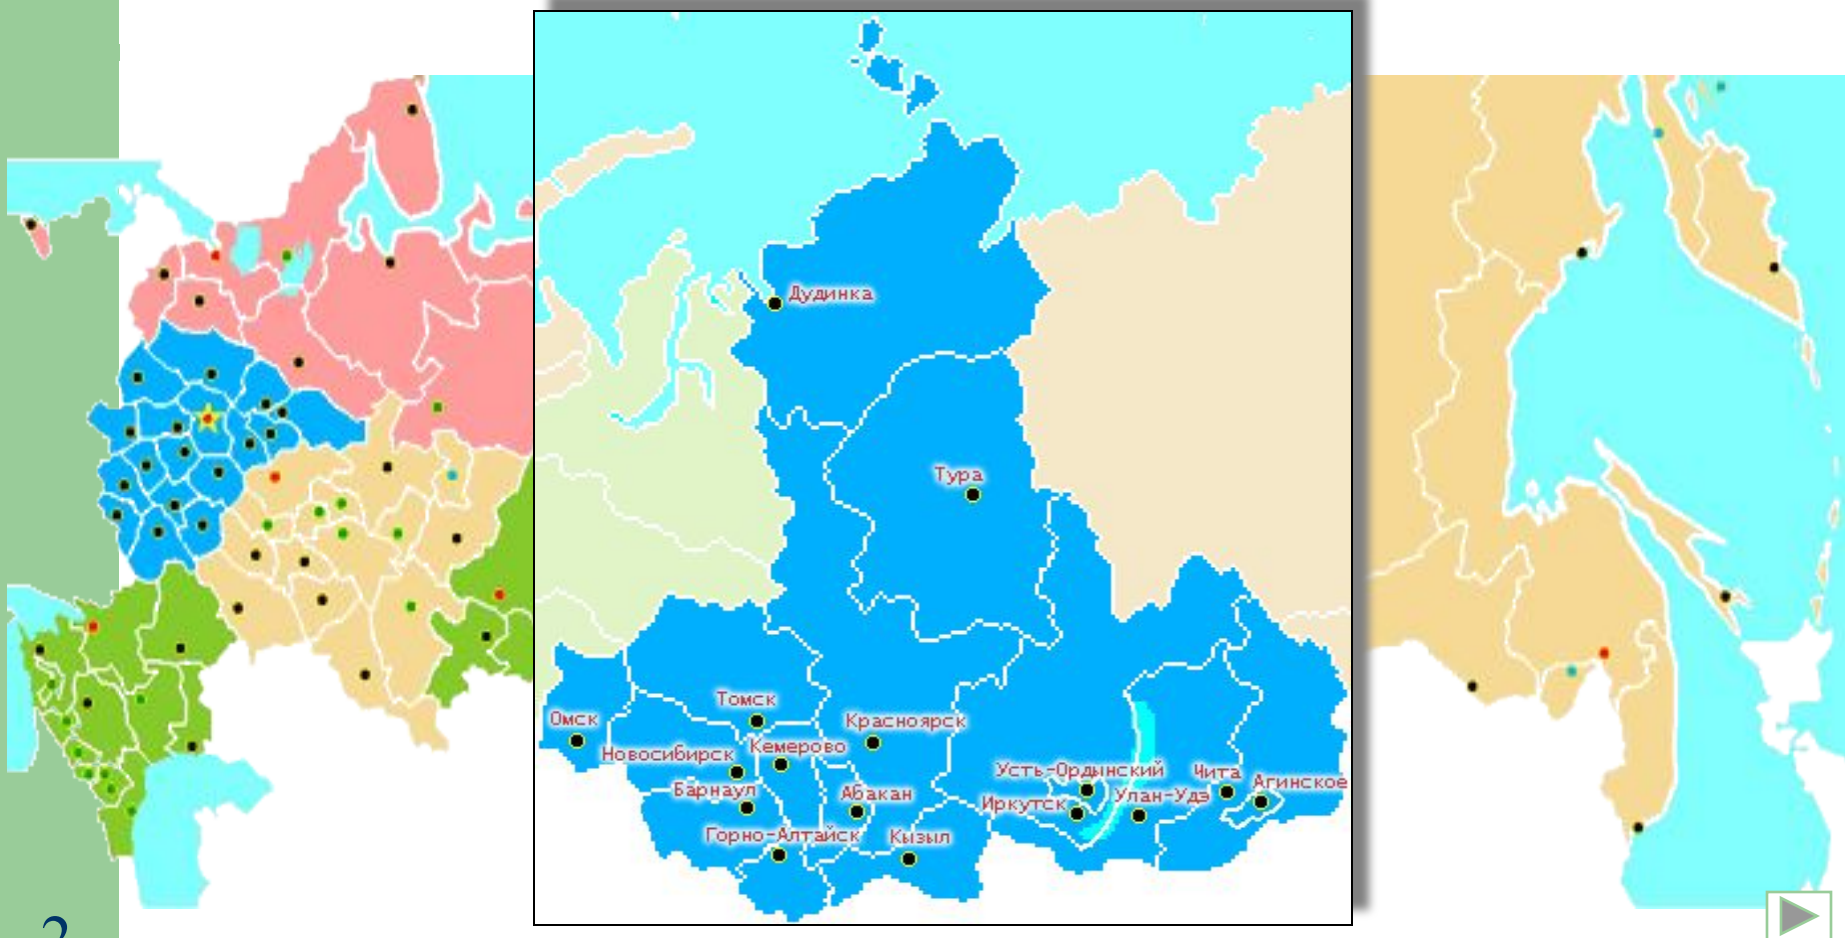 Дудинка
Тура
Томск
Омск
Красноярск
Новосибирск
Кемерово
Усть-Ордынский
Чита
Агинское
Барнаул
Абакан
Иркутск
Улан-Удэ
Горно-Алтайск
Кызыл
2